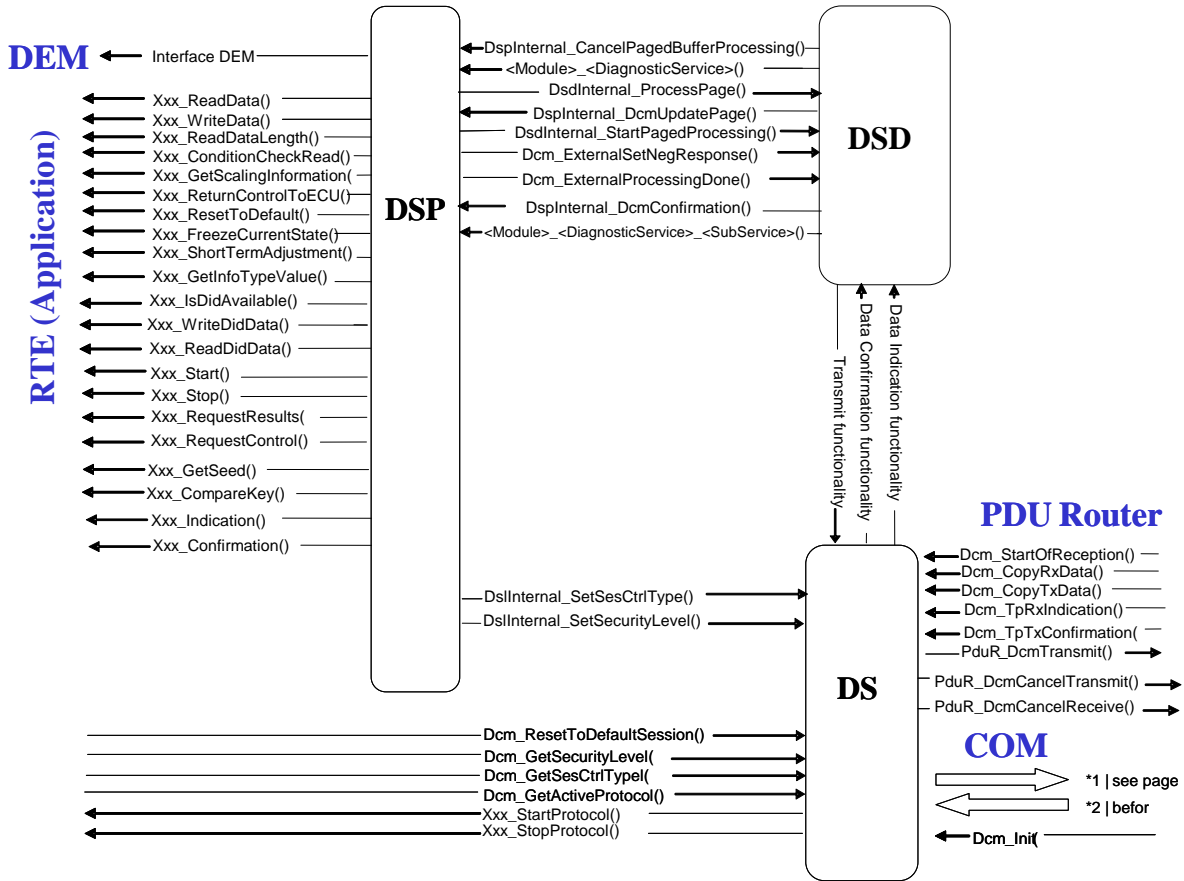 DEM
Interface DEM
RTE (Application)
Xxx_ReadData()
Xxx_WriteData()
Xxx_ReadDataLength()
Xxx_ConditionCheckRead()
Xxx_GetScalingInformation(
Xxx_ReturnControlToECU()
Xxx_ResetToDefault()
Xxx_FreezeCurrentState()
Xxx_ShortTermAdjustment()
Xxx_GetInfoTypeValue()
Xxx_IsDidAvailable()
Xxx_WriteDidData()
Xxx_ReadDidData()
Xxx_Start()
Xxx_Stop()
Xxx_RequestResults(
Xxx_RequestControl()
Xxx_GetSeed()
Xxx_CompareKey()
Xxx_Indication()
Xxx_Confirmation()
DSP
DspInternal_CancelPagedBufferProcessing()
<Module>_<DiagnosticService>()
DsdInternal_ProcessPage()
DspInternal_DcmUpdatePage()
DsdInternal_StartPagedProcessing()
Dcm_ExternalSetNegResponse()
Dcm_ExternalProcessingDone()
DspInternal_DcmConfirmation()
<Module>_<DiagnosticService>_<SubService>()
DSD
Transmit functionality
Data Confirmation functionality
Data Indication functionality
DslInternal_SetSesCtrlType()
DslInternal_SetSecurityLevel()
DS
PDU Router
Dcm_StartOfReception()
Dcm_CopyRxData()
Dcm_CopyTxData()
Dcm_TpRxIndication()
Dcm_TpTxConfirmation(
PduR_DcmTransmit()
PduR_DcmCancelTransmit()
PduR_DcmCancelReceive()
COM
*1 | see page
*2 | befor
Dcm_Init(
Dcm_ResetToDefaultSession()
Dcm_GetSecurityLevel(
Dcm_GetSesCtrlTypel(
Dcm_GetActiveProtocol()
Xxx_StartProtocol()
Xxx_StopProtocol()